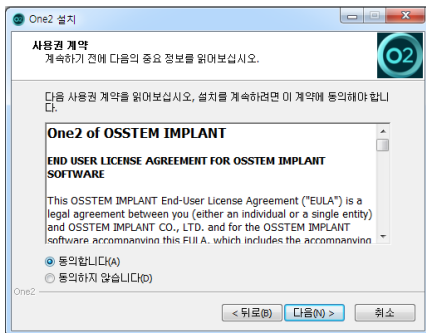 One2 설치
사용권 계약
계속하기 전에 다음의 중요 정보를 읽어보십시오.
O2
다음 사용권 계약을 읽어보십시오, 설치를 계속하려면 이 계약에 동의해야 합니
다.
One2 of OSSTEM IMPLANT
END USER LICENSE AGREEMENT FOR OSSTEM IMPLANT
SOFTWARE
This OSSTEM IMPLANT End-User License Agreement ("EULA") is a
legal agreement between you (either an individual or a single entity)
and OSSTEM IMPLANT CO., LTD. and for the OSSTEM IMPLANT
software accompanying this EULA, which includes the accompanying
동의합니다(A)
동의하지 않습니다(D)
One2
< 뒤로(B)
다음(N) >
취소